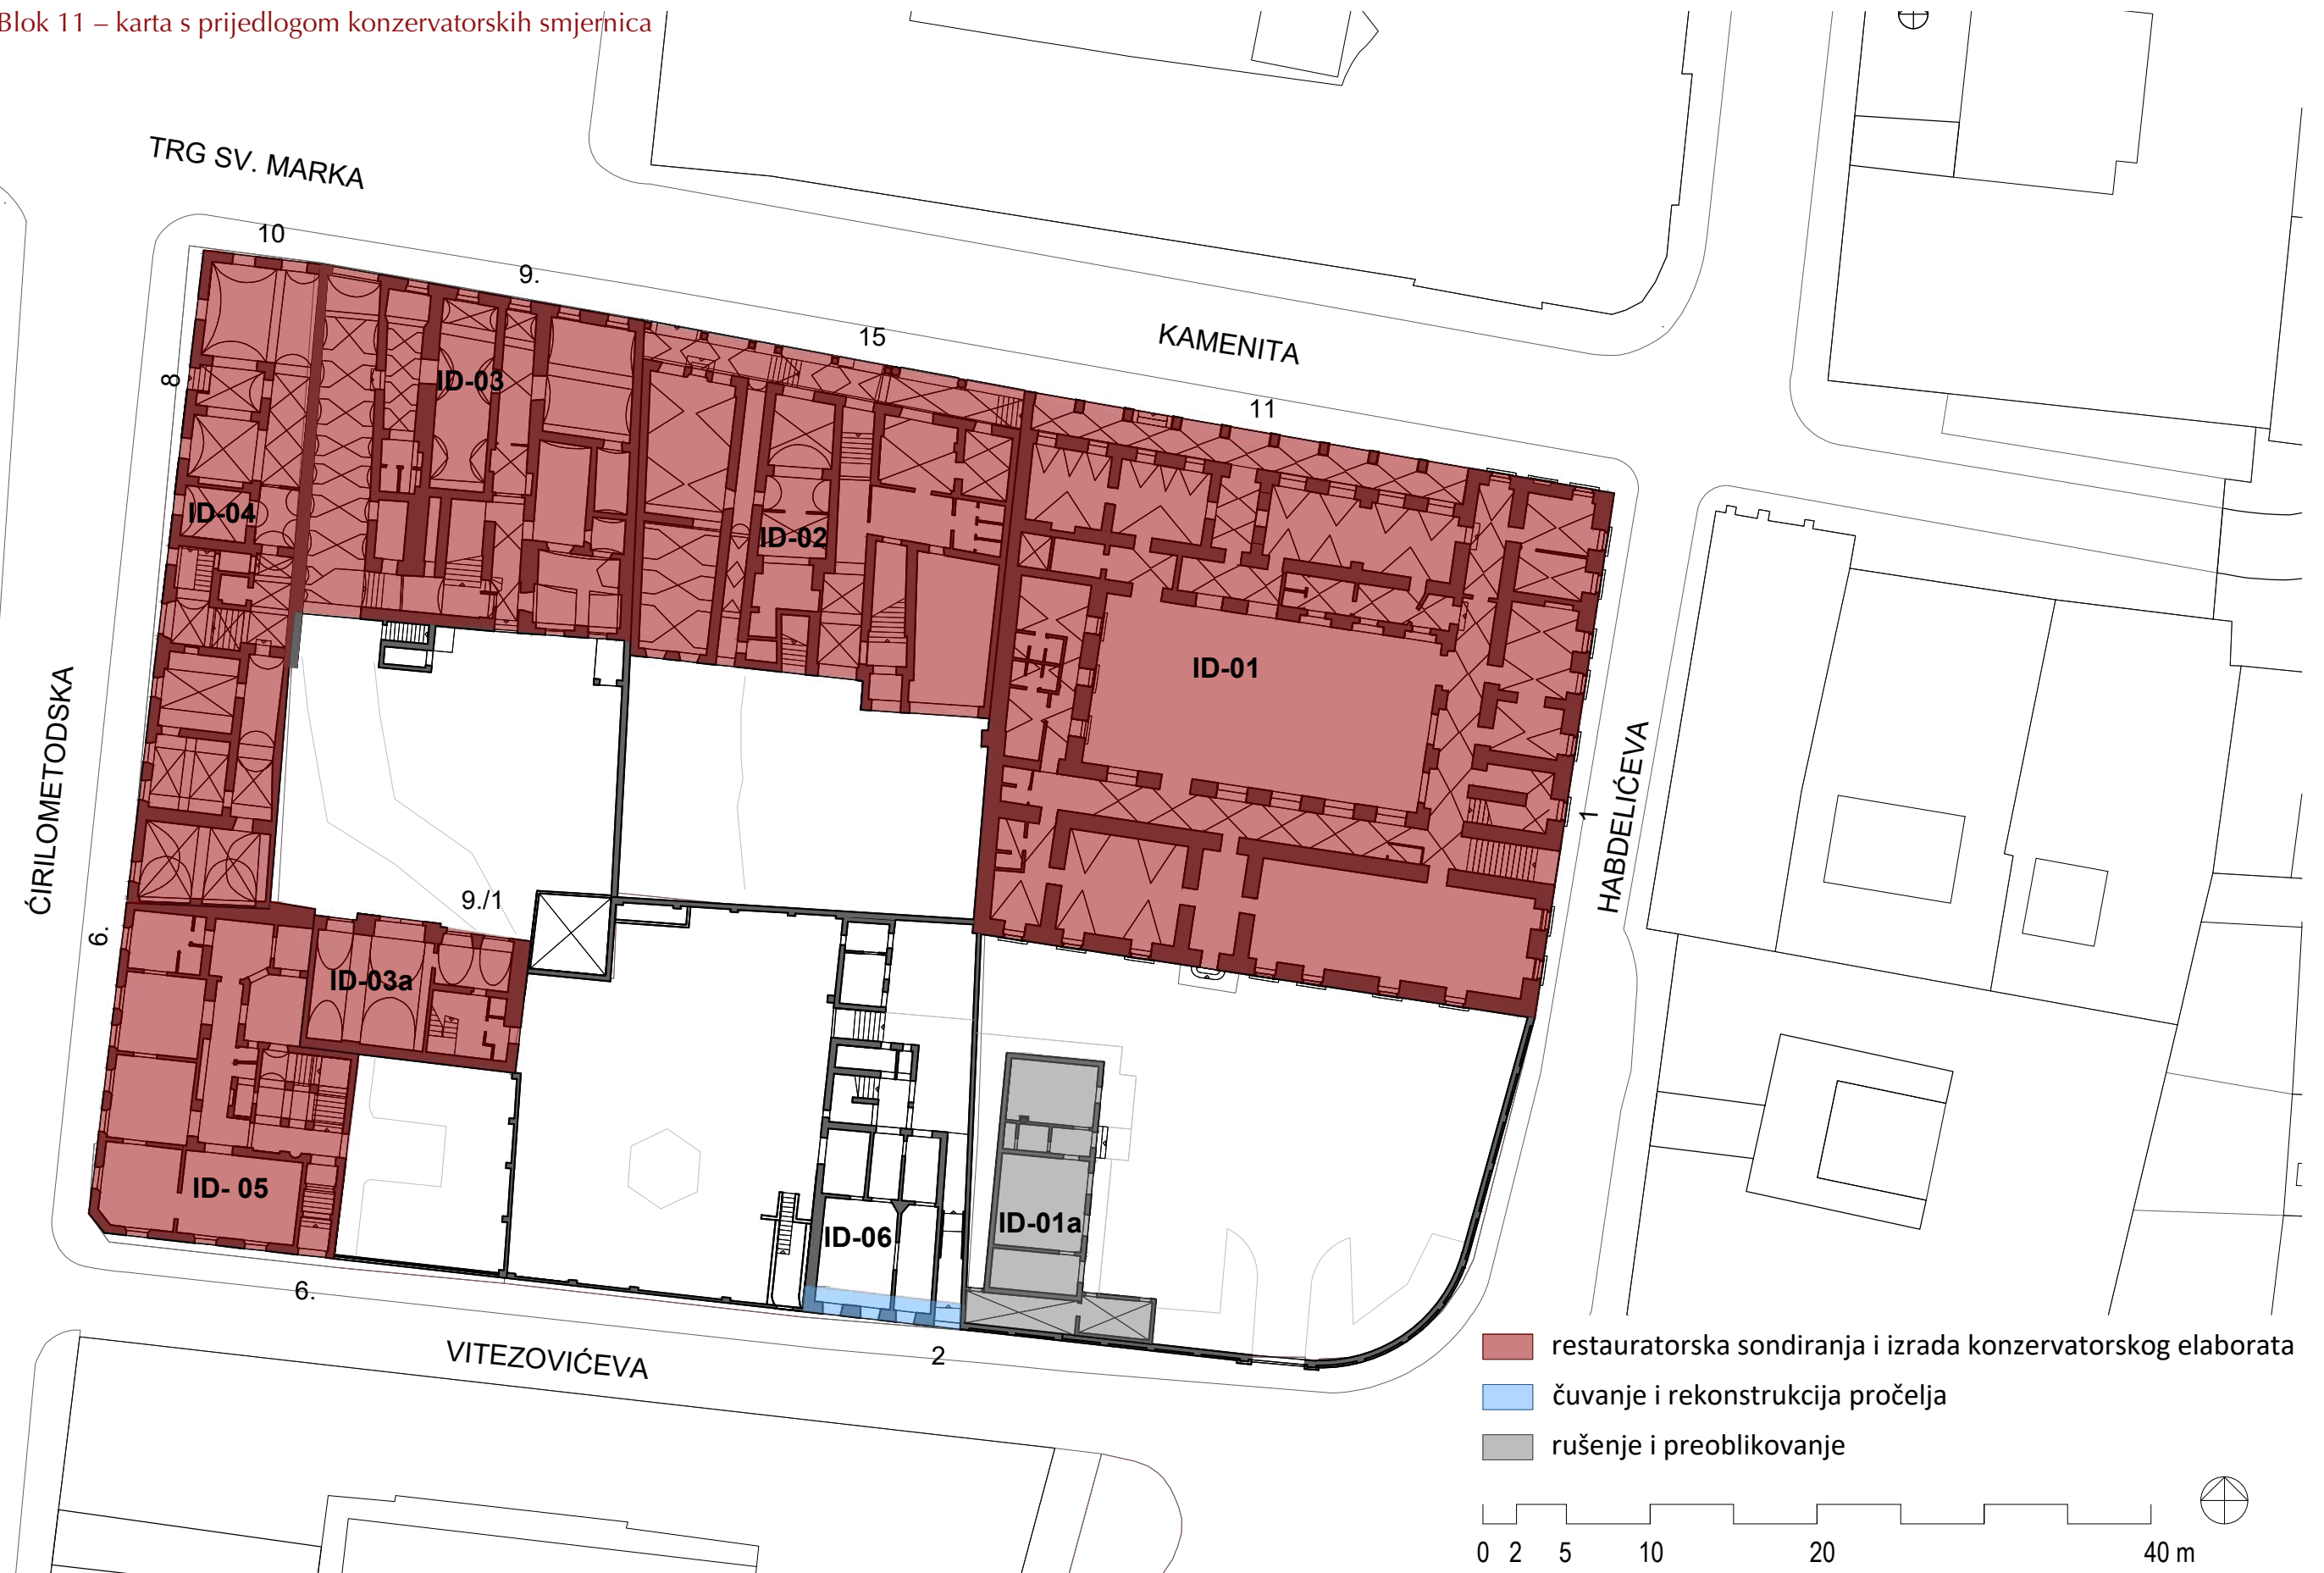 Blok 11 – karta s prijedlogom konzervatorskih smjernica
TRG SV. MARKA
10
9.
15
KAMENITA
11
8
ID-03
ID-04
ID-02
ID-01
ĆIRILOMETODSKA
HABDELIĆEVA
1
9./1
6.
ID-03a
ID- 05
ID-06
ID-01a
6.
VITEZOVIĆEVA
2
restauratorska sondiranja i izrada konzervatorskog elaborata
čuvanje i rekonstrukcija pročelja
rušenje i preoblikovanje
0 2 5 10 20 40 m